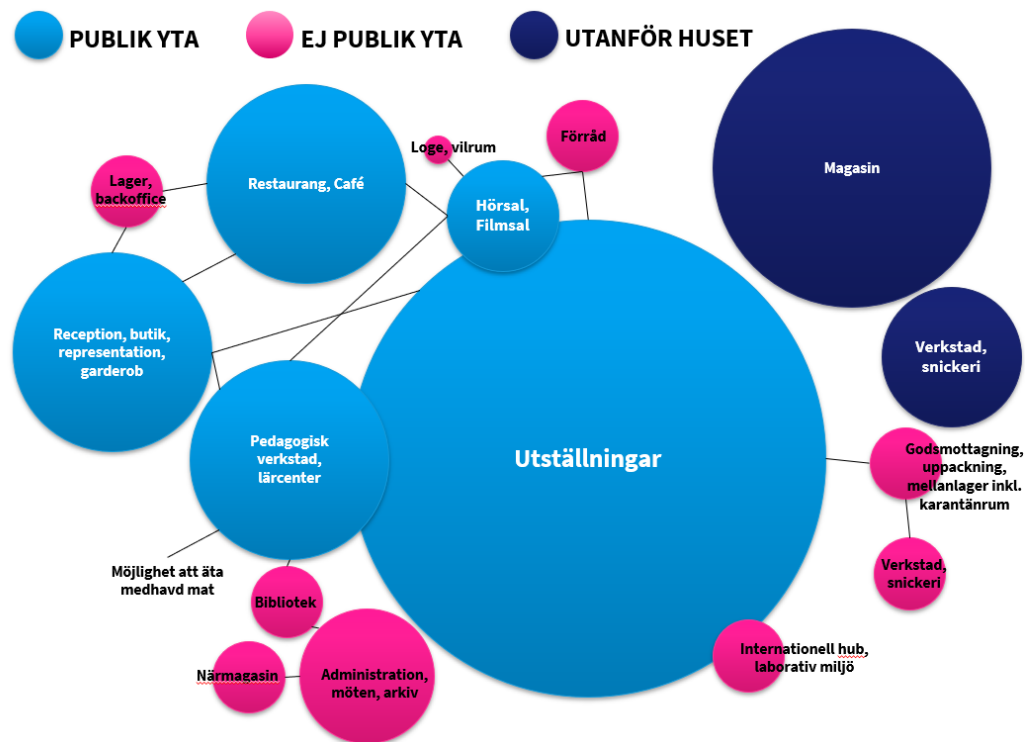 PUBLIK YTA
EJ PUBLIK YTA
UTANFÖR HUSET
Magasin
Förråd
Loge, vilrum
Restaurang, Café
Lager,
backoffice
Hörsal,
Filmsal
Reception, butik,
representation,
garderob
Verkstad,
snickeri
Pedagogisk
verkstad,
lärcenter
Utställningar
Godsmottagning,
uppackning,
mellanlager inkl.
karantänrum
Möjlighet att äta
medhavd mat
Verkstad,
snickeri
Bibliotek
Internationell hub,
laborativ miljö
Närmagasin
Administration,
möten, arkiv